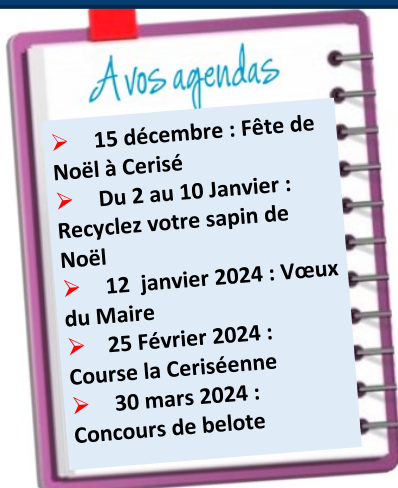 A vos agendas
➢ 15 décembre : Fête de
Noël à Cerisé
➢ Du 2 au 10 Janvier :
Recyclez votre sapin de
Noël
➢ 12 janvier 2024 : Vœux
du Maire
➢ 25 Février 2024 :
Course la Ceriséenne
➢ 30 mars 2024 :
Concours de belote